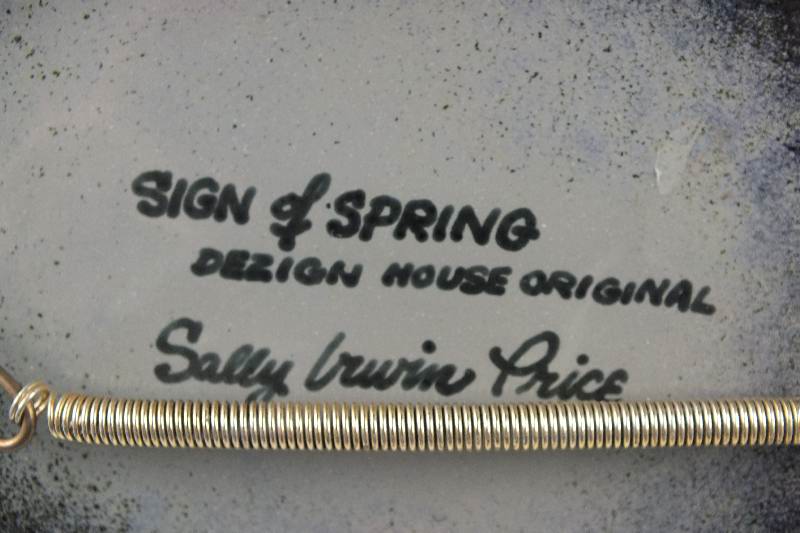 SIGN of SPRING
DEZIGN HOUSE ORIGINAL
Sally Irwin Price